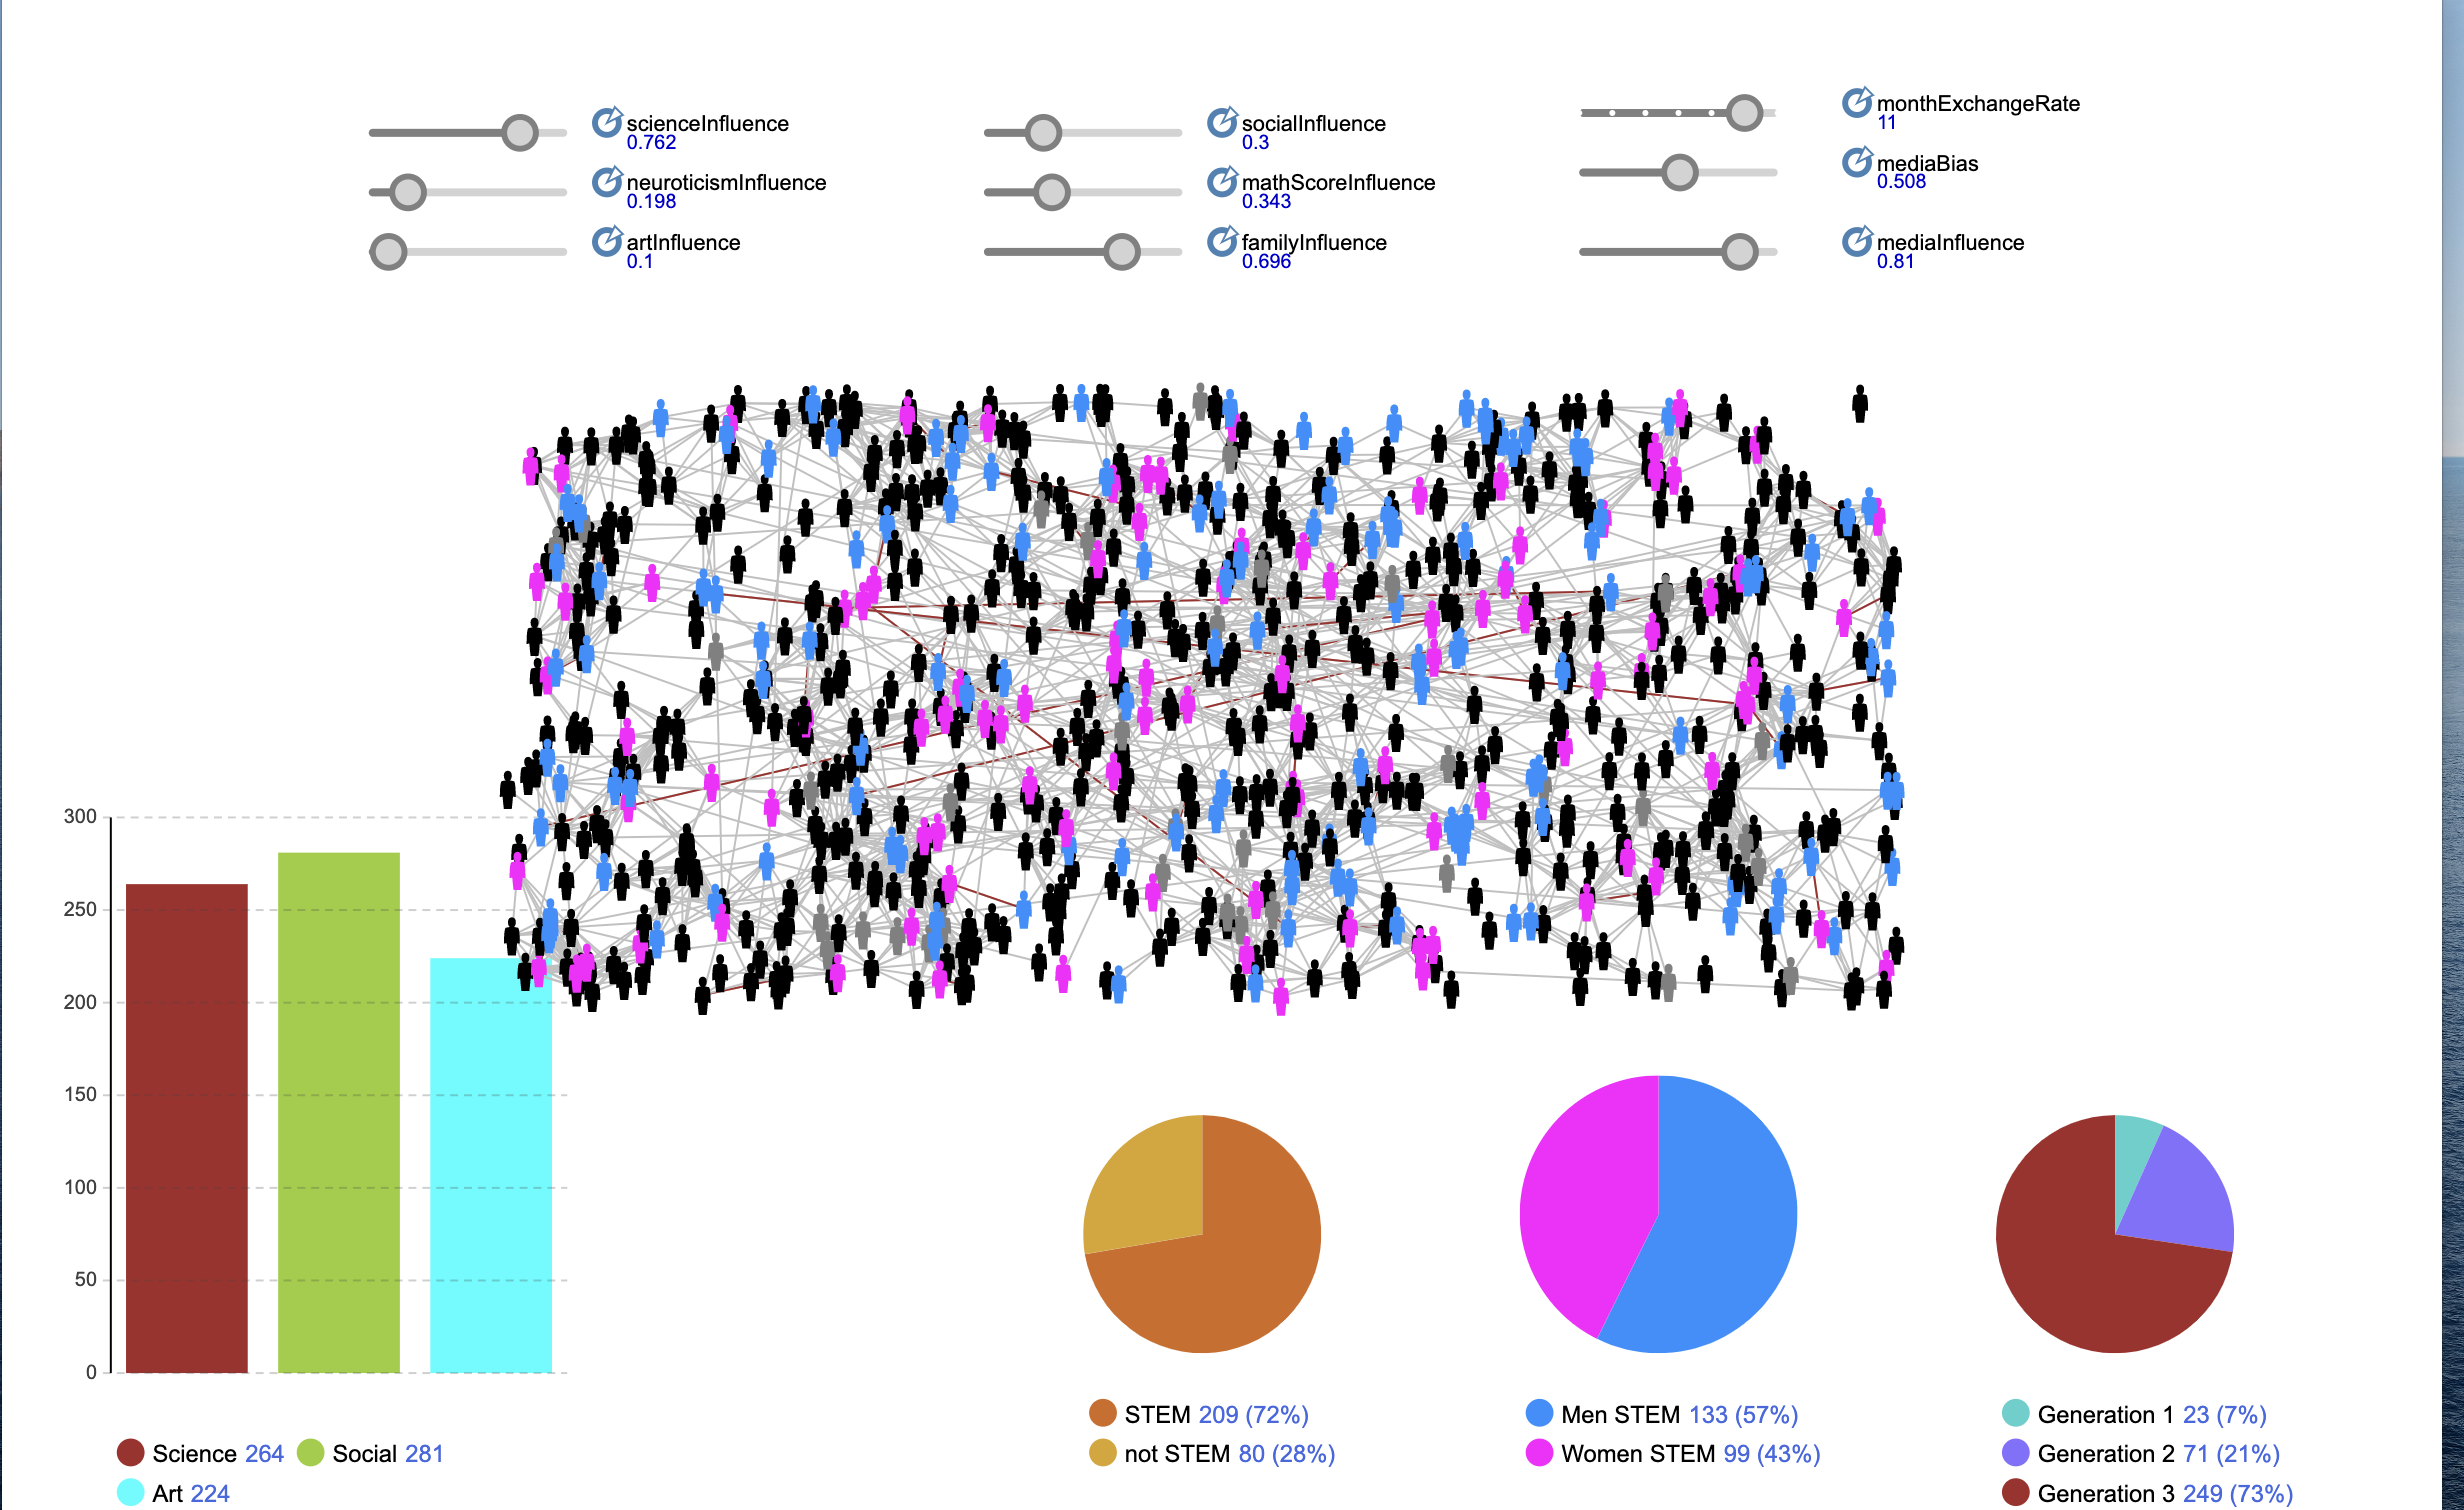 scienceInfluence
0.762
neuroticismInfluence
0.198
artInfluence
0.1
socialInfluence
0.3
mathScoreInfluence
0.343
familyInfluence
0.696
monthExchangeRate
11
mediaBias
0.508
mediaInfluence
0.81
300
250
200
150
100
50
0
Science 264 Social 281
Art 224
STEM 209 (72%)
not STEM 80 (28%)
Men STEM 133 (57%)
Women STEM 99 (43%)
Generation 1 23 (7%)
Generation 2 71 (21%)
Generation 3 249 (73%)